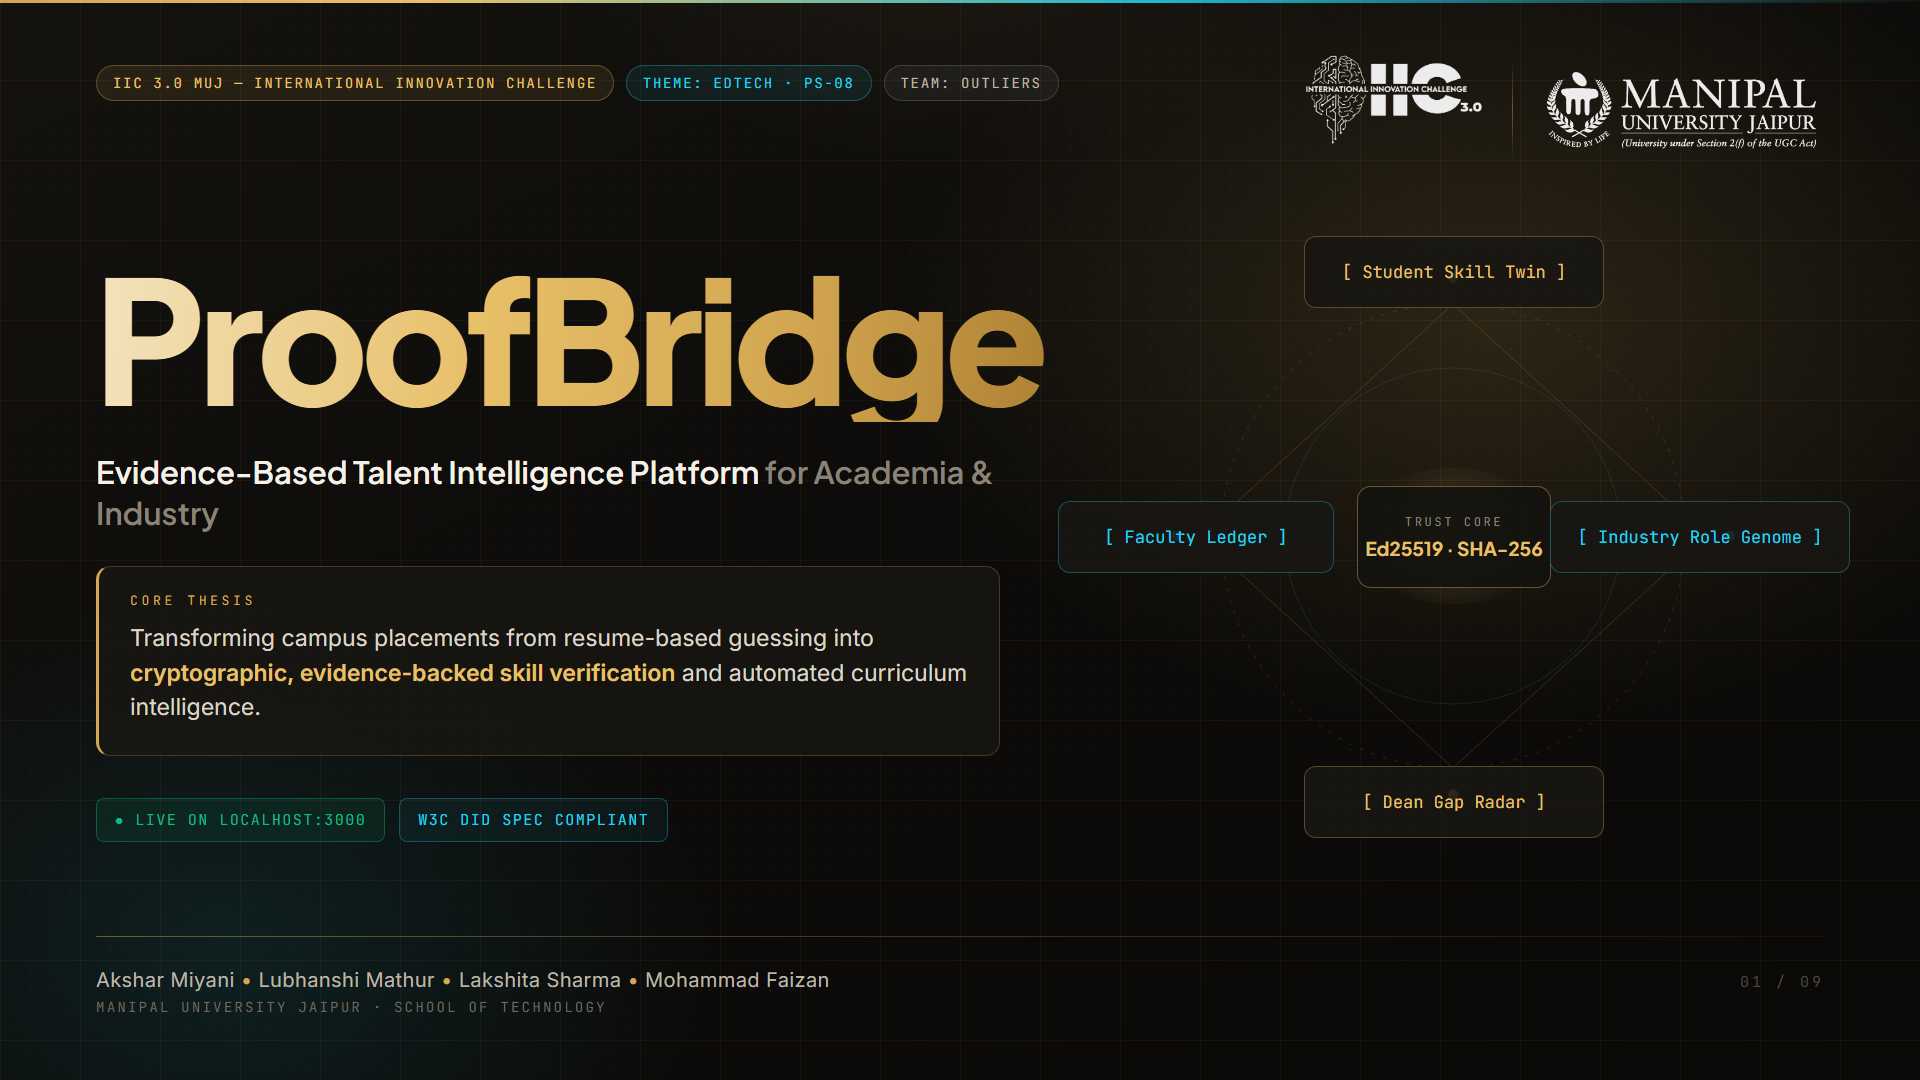 IIC 3.0 MUJ — INTERNATIONAL INNOVATION CHALLENGE
THEME: EDTECH · PS-08
TEAM: OUTLIERS
INTERNATIONAL INNOVATION CHALLENGE
IIC
3.0
INSPIRED BY LIFE
MANIPAL
UNIVERSITY JAIPUR
(University under Section 2(f) of the UGC Act)
ProofBridge
Evidence-Based Talent Intelligence Platform for Academia &
Industry
CORE THESIS
Transforming campus placements from resume-based guessing into
cryptographic, evidence-backed skill verification and automated curriculum
intelligence.
● LIVE ON LOCALHOST:3000
W3C DID SPEC COMPLIANT
[ Student Skill Twin ]
[ Faculty Ledger ]
TRUST CORE
Ed25519 · SHA-256
[ Industry Role Genome ]
[ Dean Gap Radar ]
Akshar Miyani • Lubhanshi Mathur • Lakshita Sharma • Mohammad Faizan
MANIPAL UNIVERSITY JAIPUR · SCHOOL OF TECHNOLOGY
01 / 09